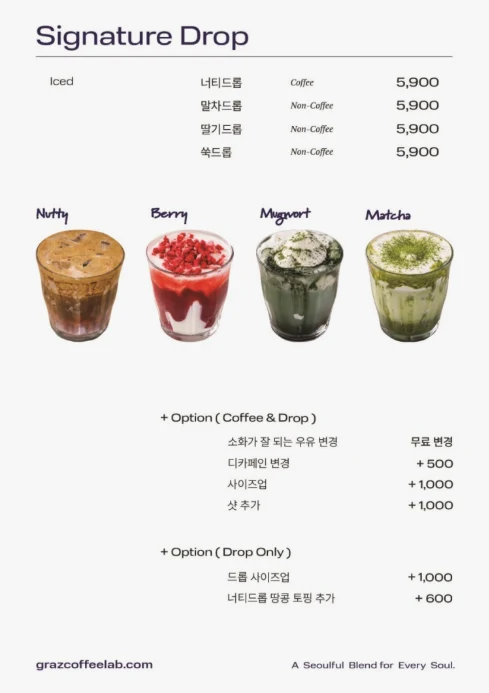 Signature Drop
Iced 너티드롭 Coffee 5,900
말차드롭 Non-Coffee 5,900
딸기드롭 Non-Coffee 5,900
쑥드롭 Non-Coffee 5,900
Nutty Berry Mugwort Matcha
+ Option ( Coffee & Drop )
소화가 잘 되는 우유 변경 무료 변경
디카페인 변경 + 500
사이즈업 + 1,000
샷 추가 + 1,000
+ Option ( Drop Only )
드롭 사이즈업 + 1,000
너티드롭 땅콩 토핑 추가 + 600
grazcoffeelab.com A Seoulful Blend for Every Soul.